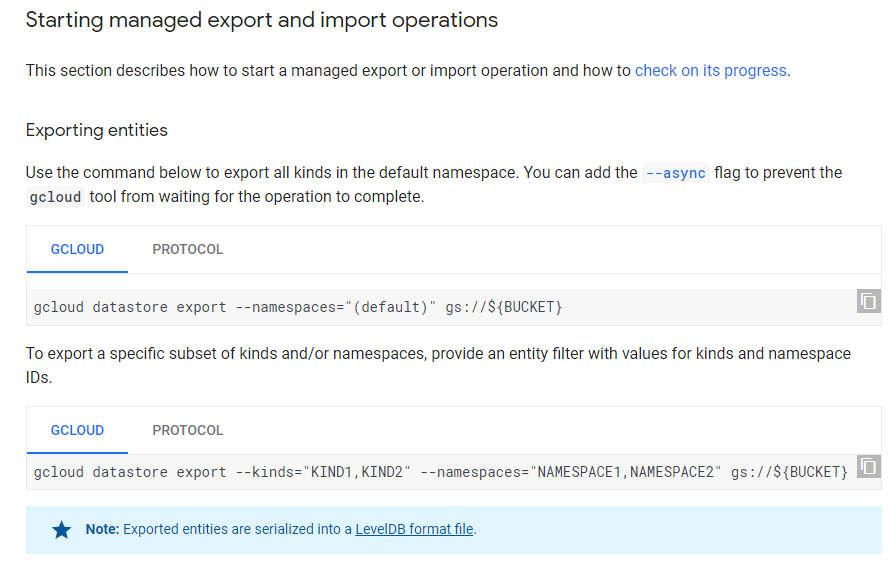 Starting managed export and import operations
This section describes how to start a managed export or import operation and how to check on its progress.
Exporting entities
Use the command below to export all kinds in the default namespace. You can add the --async flag to prevent the
gcloud tool from waiting for the operation to complete.
GCLOUD PROTOCOL
gcloud datastore export --namespaces="(default)" gs://${BUCKET}
To export a specific subset of kinds and/or namespaces, provide an entity filter with values for kinds and namespace
IDs.
GCLOUD PROTOCOL
gcloud datastore export --kinds="KIND1,KIND2" --namespaces="NAMESPACE1,NAMESPACE2" gs://${BUCKET}
Note: Exported entities are serialized into a LevelDB format file.